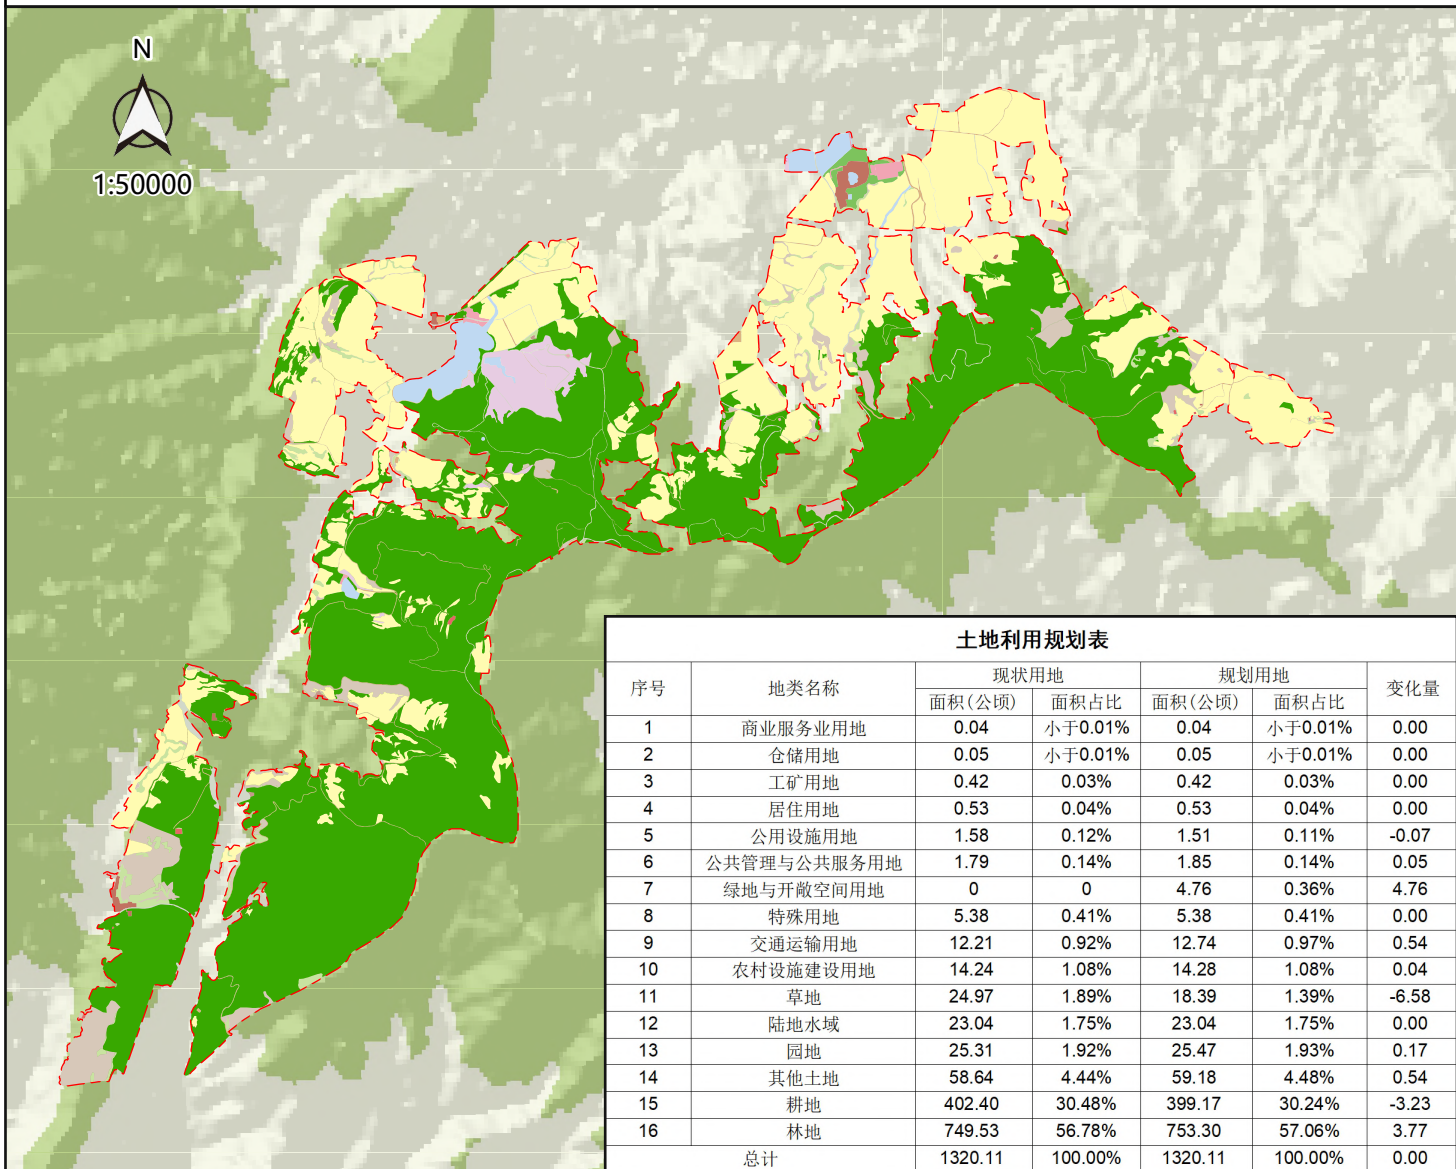 N
1:50000
土地利用规划表
序号 地类名称 现状用地 规划用地 变化量
面积(公顷) 面积占比 面积(公顷) 面积占比
1 商业服务业用地 0.04 小于0.01% 0.04 小于0.01% 0.00
2 仓储用地 0.05 小于0.01% 0.05 小于0.01% 0.00
3 工矿用地 0.42 0.03% 0.42 0.03% 0.00
4 居住用地 0.53 0.04% 0.53 0.04% 0.00
5 公用设施用地 1.58 0.12% 1.51 0.11% -0.07
6 公共管理与公共服务用地 1.79 0.14% 1.85 0.14% 0.05
7 绿地与开敞空间用地 0 0 4.76 0.36% 4.76
8 特殊用地 5.38 0.41% 5.38 0.41% 0.00
9 交通运输用地 12.21 0.92% 12.74 0.97% 0.54
10 农村设施建设用地 14.24 1.08% 14.28 1.08% 0.04
11 草地 24.97 1.89% 18.39 1.39% -6.58
12 陆地水域 23.04 1.75% 23.04 1.75% 0.00
13 园地 25.31 1.92% 25.47 1.93% 0.17
14 其他土地 58.64 4.44% 59.18 4.48% 0.54
15 耕地 402.40 30.48% 399.17 30.24% -3.23
16 林地 749.53 56.78% 753.30 57.06% 3.77
总计 1320.11 100.00% 1320.11 100.00% 0.00